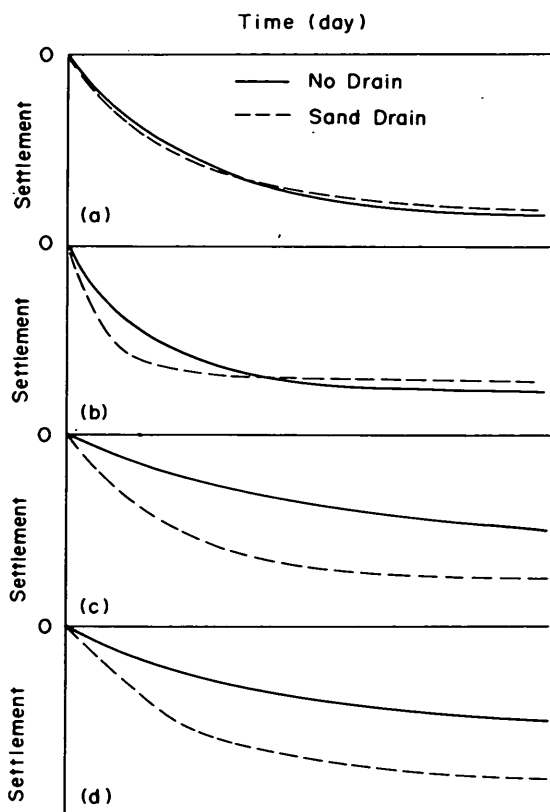 Time (day)
O
No Drain
Sand Drain
Settlement
(a)
O
Settlement
(b)
O
Settlement
(c)
O
Settlement
(d)